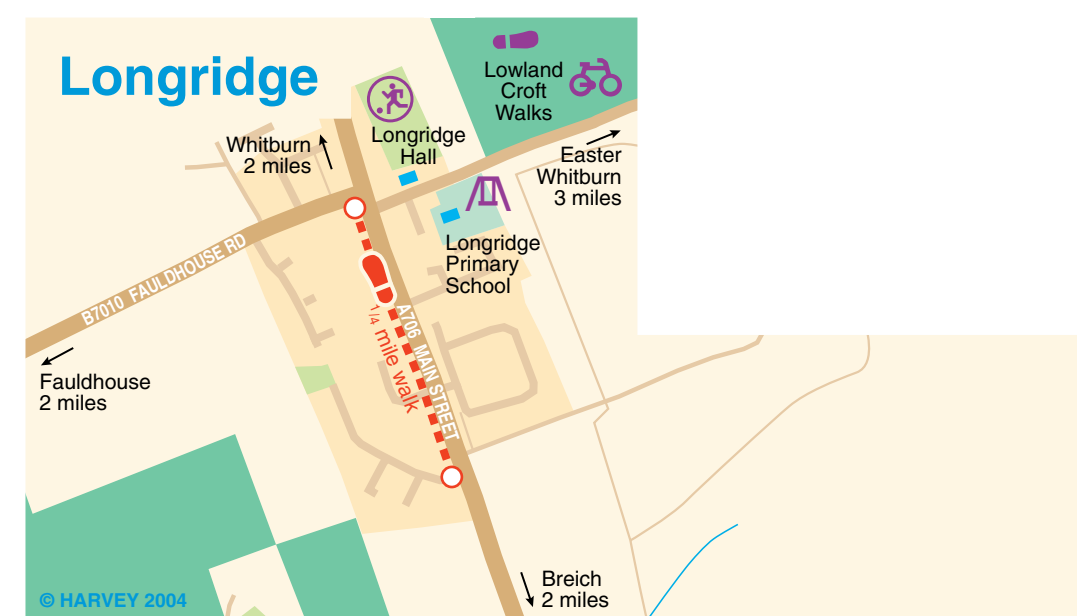 Longridge
Lowland
Croft
Walks
Longridge
Hall
Whitburn
2 miles
Easter
Whitburn
3 miles
Longridge
Primary
School
B7010 FAULDHOUSE RD
A706 MAIN STREET
1/4 mile walk
Fauldhouse
2 miles
Breich
2 miles
© HARVEY 2004